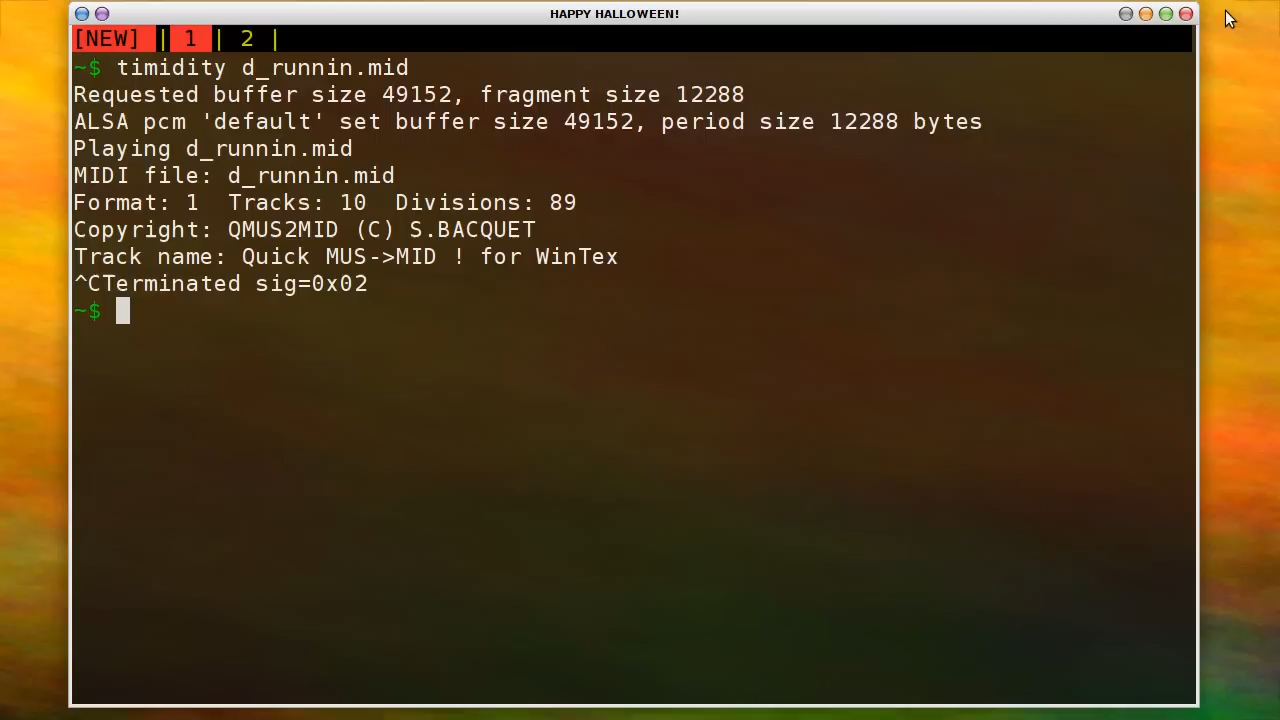 HAPPY HALLOWEEN!
[NEW] | 1 | 2 |
~$ timidity d_runnin.mid
Requested buffer size 49152, fragment size 12288
ALSA pcm 'default' set buffer size 49152, period size 12288 bytes
Playing d_runnin.mid
MIDI file: d_runnin.mid
Format: 1  Tracks: 10  Divisions: 89
Copyright: QMUS2MID (C) S.BACQUET
Track name: Quick MUS->MID ! for WinTex
^CTerminated sig=0x02
~$